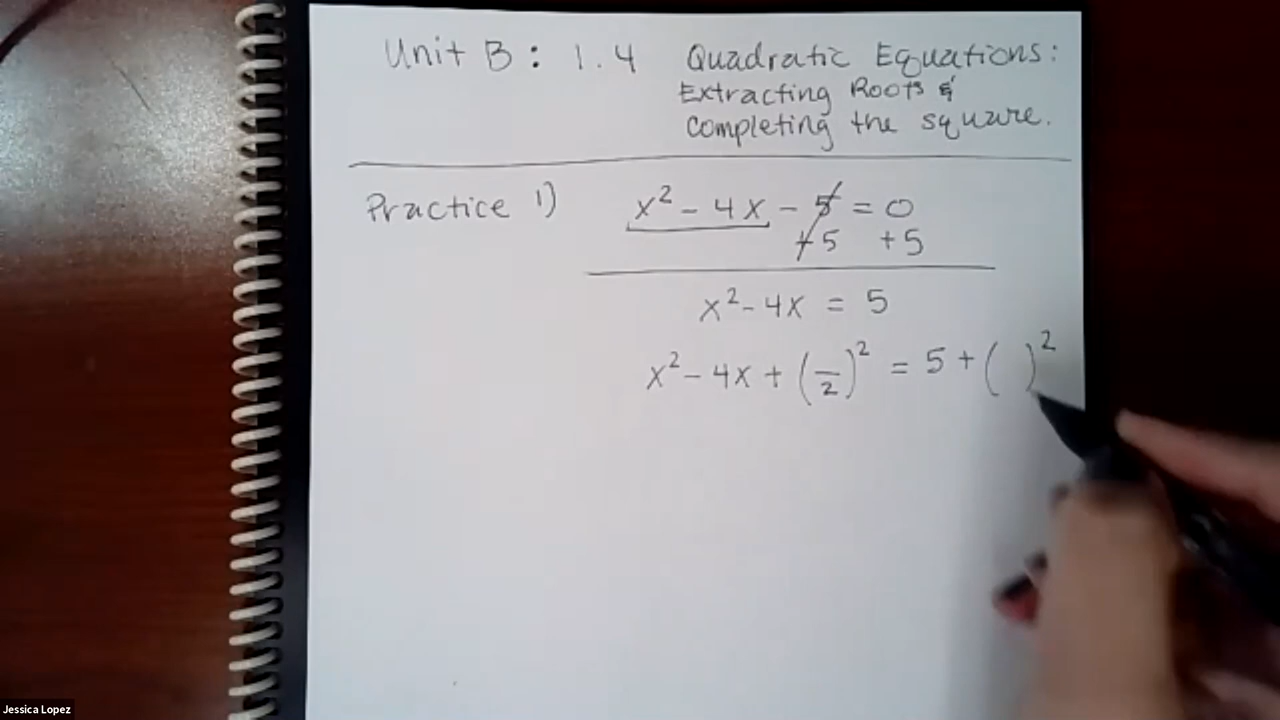 Unit B: 1.4 Quadratic Equations:
Extracting Roots &
Completing the square.
Practice 1) x² - 4x - 5 = 0
+5 +5
x² - 4x = 5
x² - 4x + (—/2)² = 5 + ( )²
Jessica Lopez